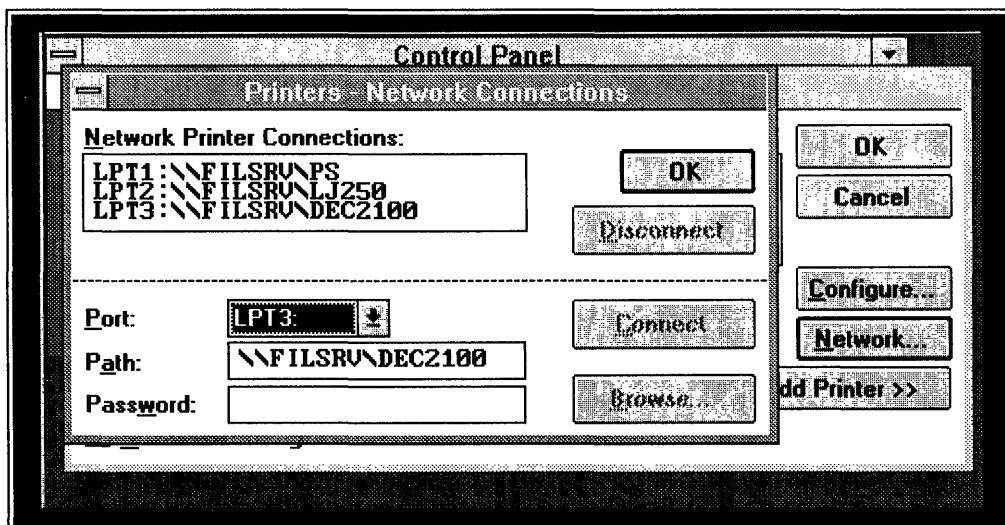 Control Panel
Printers - Network Connections
Network Printer Connections:
LPT1:\\FILSRV\PS
LPT2:\\FILSRV\LJ250
LPT3:\\FILSRV\DEC2100
OK
Disconnect
Port:
LPT3:
Connect
Path:
\\FILSRV\DEC2100
Password:
Browse...
OK
Cancel
Configure...
Network...
dd Printer >>